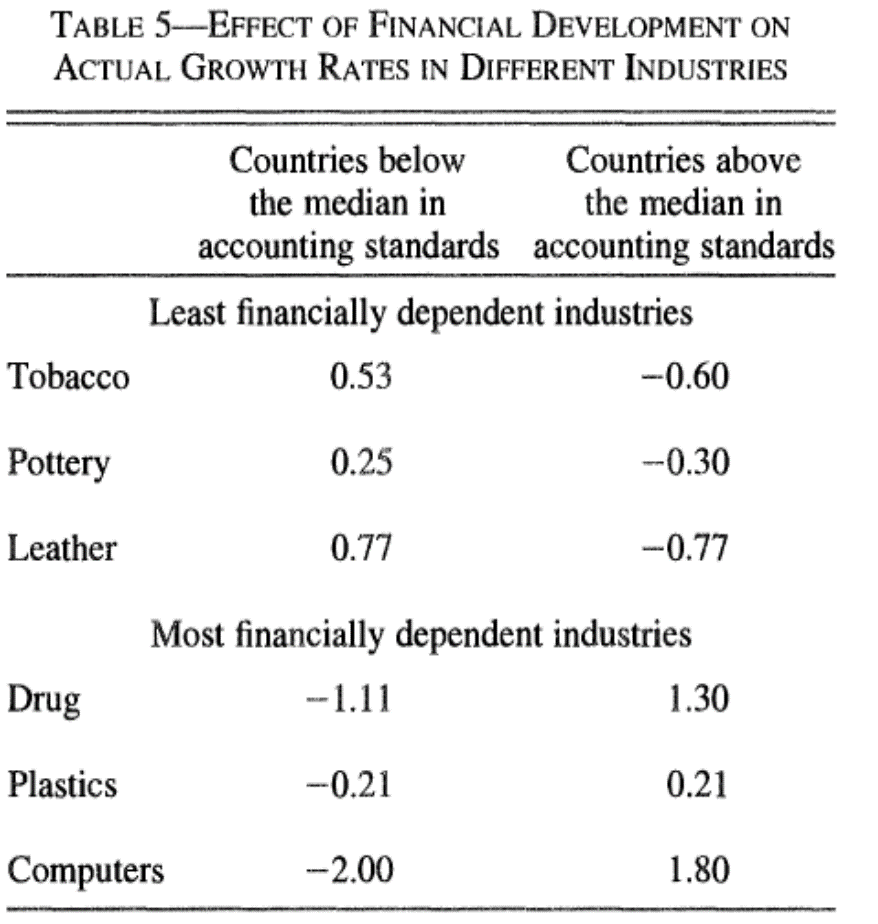 TABLE 5—EFFECT OF FINANCIAL DEVELOPMENT ON
ACTUAL GROWTH RATES IN DIFFERENT INDUSTRIES
Countries below Countries above
the median in the median in
accounting standards accounting standards
Least financially dependent industries
Tobacco 0.53 −0.60
Pottery 0.25 −0.30
Leather 0.77 −0.77
Most financially dependent industries
Drug −1.11 1.30
Plastics −0.21 0.21
Computers −2.00 1.80